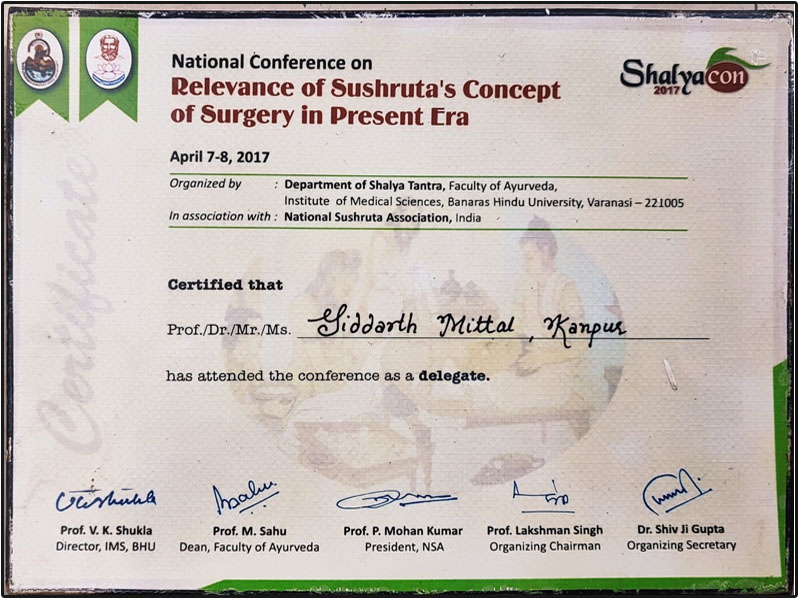 National Conference on
Relevance of Sushruta's Concept
of Surgery in Present Era
Shalyacon
2017
April 7-8, 2017
Organized by : Department of Shalya Tantra, Faculty of Ayurveda,
Institute of Medical Sciences, Banaras Hindu University, Varanasi – 221005
In association with : National Sushruta Association, India
Certificate
Certified that
Prof./Dr./Mr./Ms. Siddarth Mittal, Kanpur
has attended the conference as a delegate.
Prof. V. K. Shukla
Director, IMS, BHU
Prof. M. Sahu
Dean, Faculty of Ayurveda
Prof. P. Mohan Kumar
President, NSA
Prof. Lakshman Singh
Organizing Chairman
Dr. Shiv Ji Gupta
Organizing Secretary